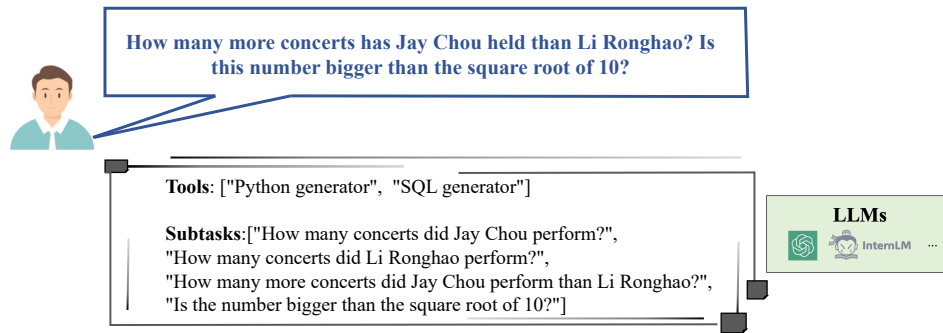 How many more concerts has Jay Chou held than Li Ronghao? Is
this number bigger than the square root of 10?
Tools: ["Python generator", "SQL generator"]
Subtasks:["How many concerts did Jay Chou perform?",
"How many concerts did Li Ronghao perform?",
"How many more concerts did Jay Chou perform than Li Ronghao?",
"Is the number bigger than the square root of 10?"]
LLMs
InternLM ...